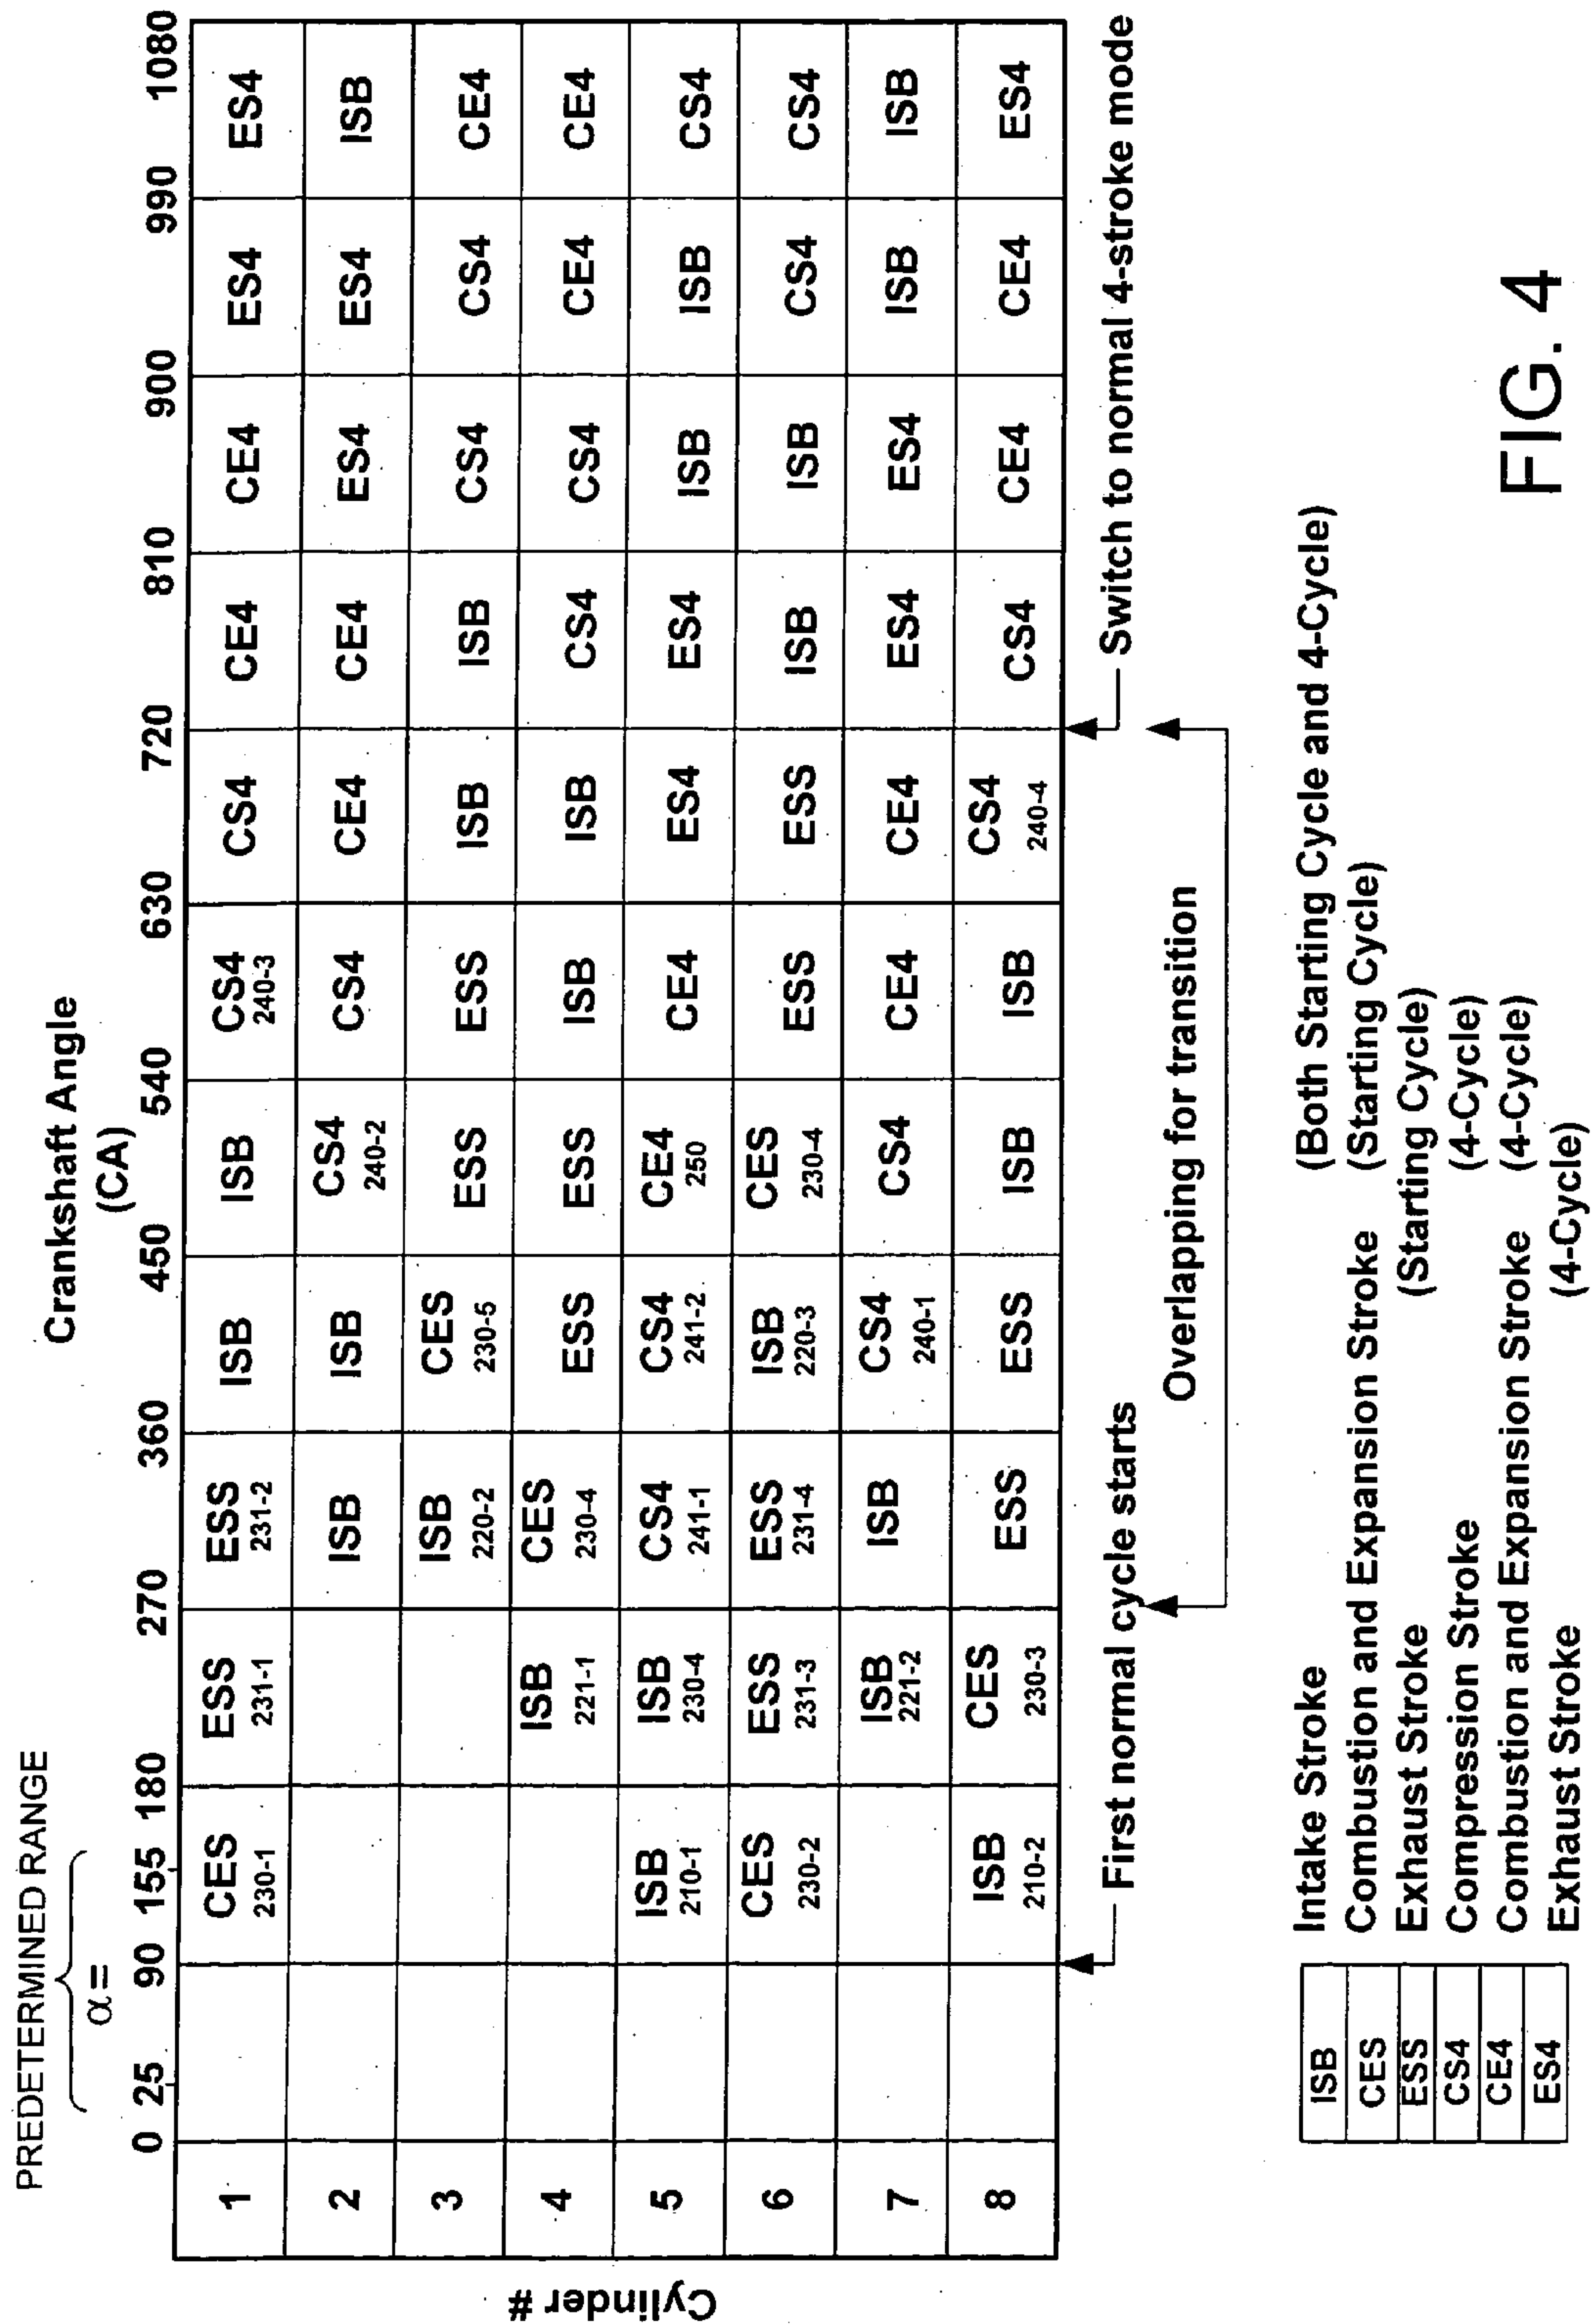 PREDETERMINED RANGE
α =
Crankshaft Angle
(CA)
0 25 90 155 180 270 360 450 540 630 720 810 900 990 1080
Cylinder #
1 CES 230-1 ESS 231-1 ESS 231-2 ISB ISB CS4 240-3 CS4 CE4 CE4 ES4 ES4
2 ISB ISB CS4 240-2 CS4 CE4 CE4 ES4 ES4 ISB
3 ISB 220-2 CES 230-5 ESS ESS ISB ISB CS4 CS4 CE4
4 ISB 221-1 CES 230-4 ESS ESS ISB ISB CS4 CS4 CE4 CE4
5 ISB 210-1 ISB 230-4 CS4 241-1 CS4 241-2 CE4 250 CE4 ES4 ES4 ISB ISB CS4
6 CES 230-2 ESS 231-3 ESS 231-4 ISB 220-3 CES 230-4 ESS ESS ISB ISB CS4 CS4
7 ISB 221-2 ISB CS4 240-1 CS4 CE4 CE4 ES4 ES4 ISB ISB
8 ISB 210-2 CES 230-3 ESS ESS ISB ISB CS4 240-4 CS4 CE4 CE4 ES4
First normal cycle starts
Switch to normal 4-stroke mode
Overlapping for transition
ISB Intake Stroke (Both Starting Cycle and 4-Cycle)
CES Combustion and Expansion Stroke (Starting Cycle)
ESS Exhaust Stroke (Starting Cycle)
CS4 Compression Stroke (4-Cycle)
CE4 Combustion and Expansion Stroke (4-Cycle)
ES4 Exhaust Stroke (4-Cycle)
FIG. 4